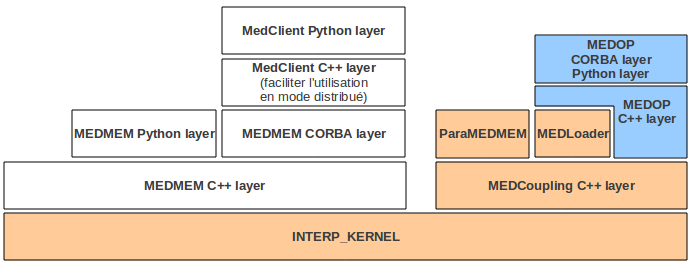 MedClient Python layer
MedClient C++ layer
(faciliter l'utilisation
en mode distribué)
MEDOP
CORBA layer
Python layer
MEDMEM Python layer
MEDMEM CORBA layer
ParaMEDMEM
MEDLoader
MEDOP
C++ layer
MEDMEM C++ layer
MEDCoupling C++ layer
INTERP_KERNEL